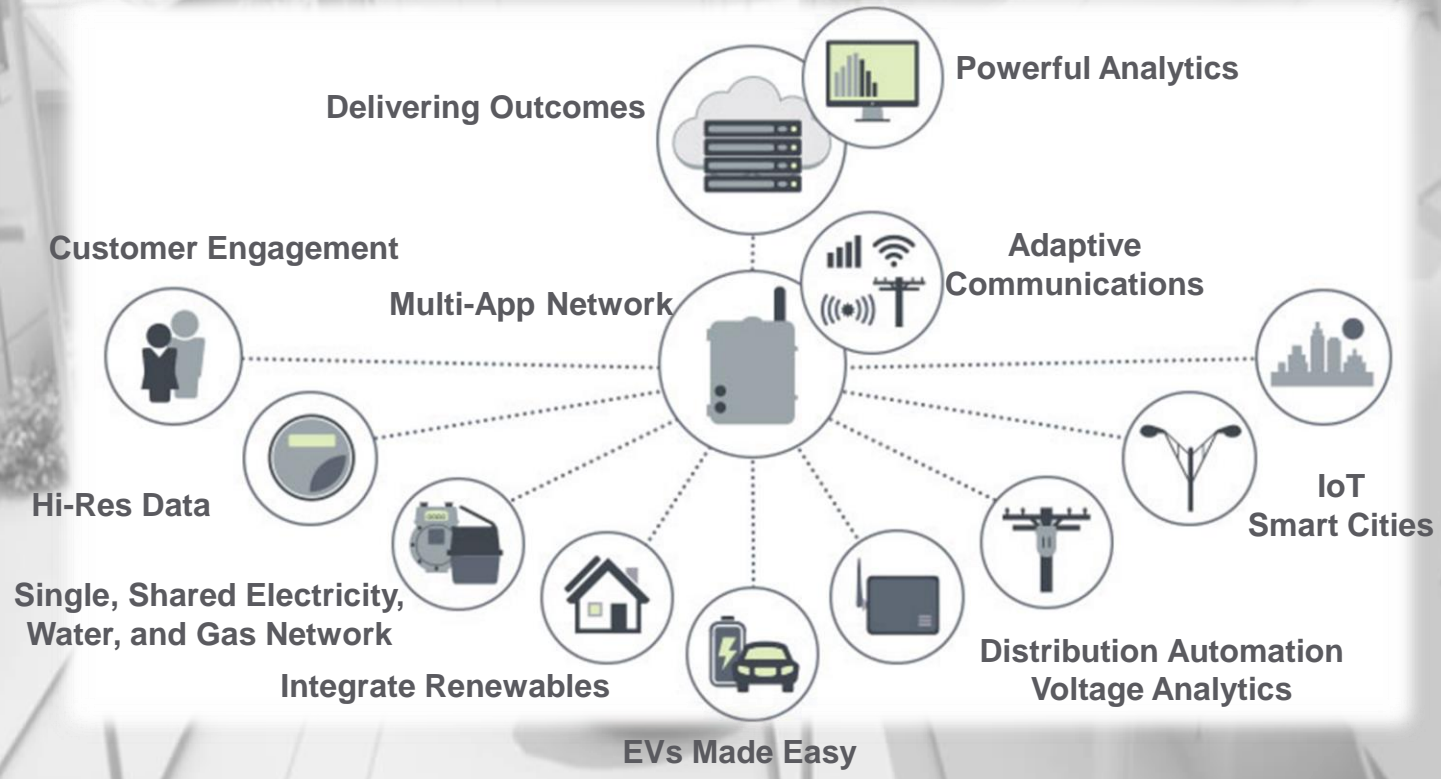 Powerful Analytics
Delivering Outcomes
Customer Engagement
Adaptive
Communications
Multi-App Network
Hi-Res Data
IoT
Smart Cities
Single, Shared Electricity,
Water, and Gas Network
Integrate Renewables
Distribution Automation
Voltage Analytics
EVs Made Easy